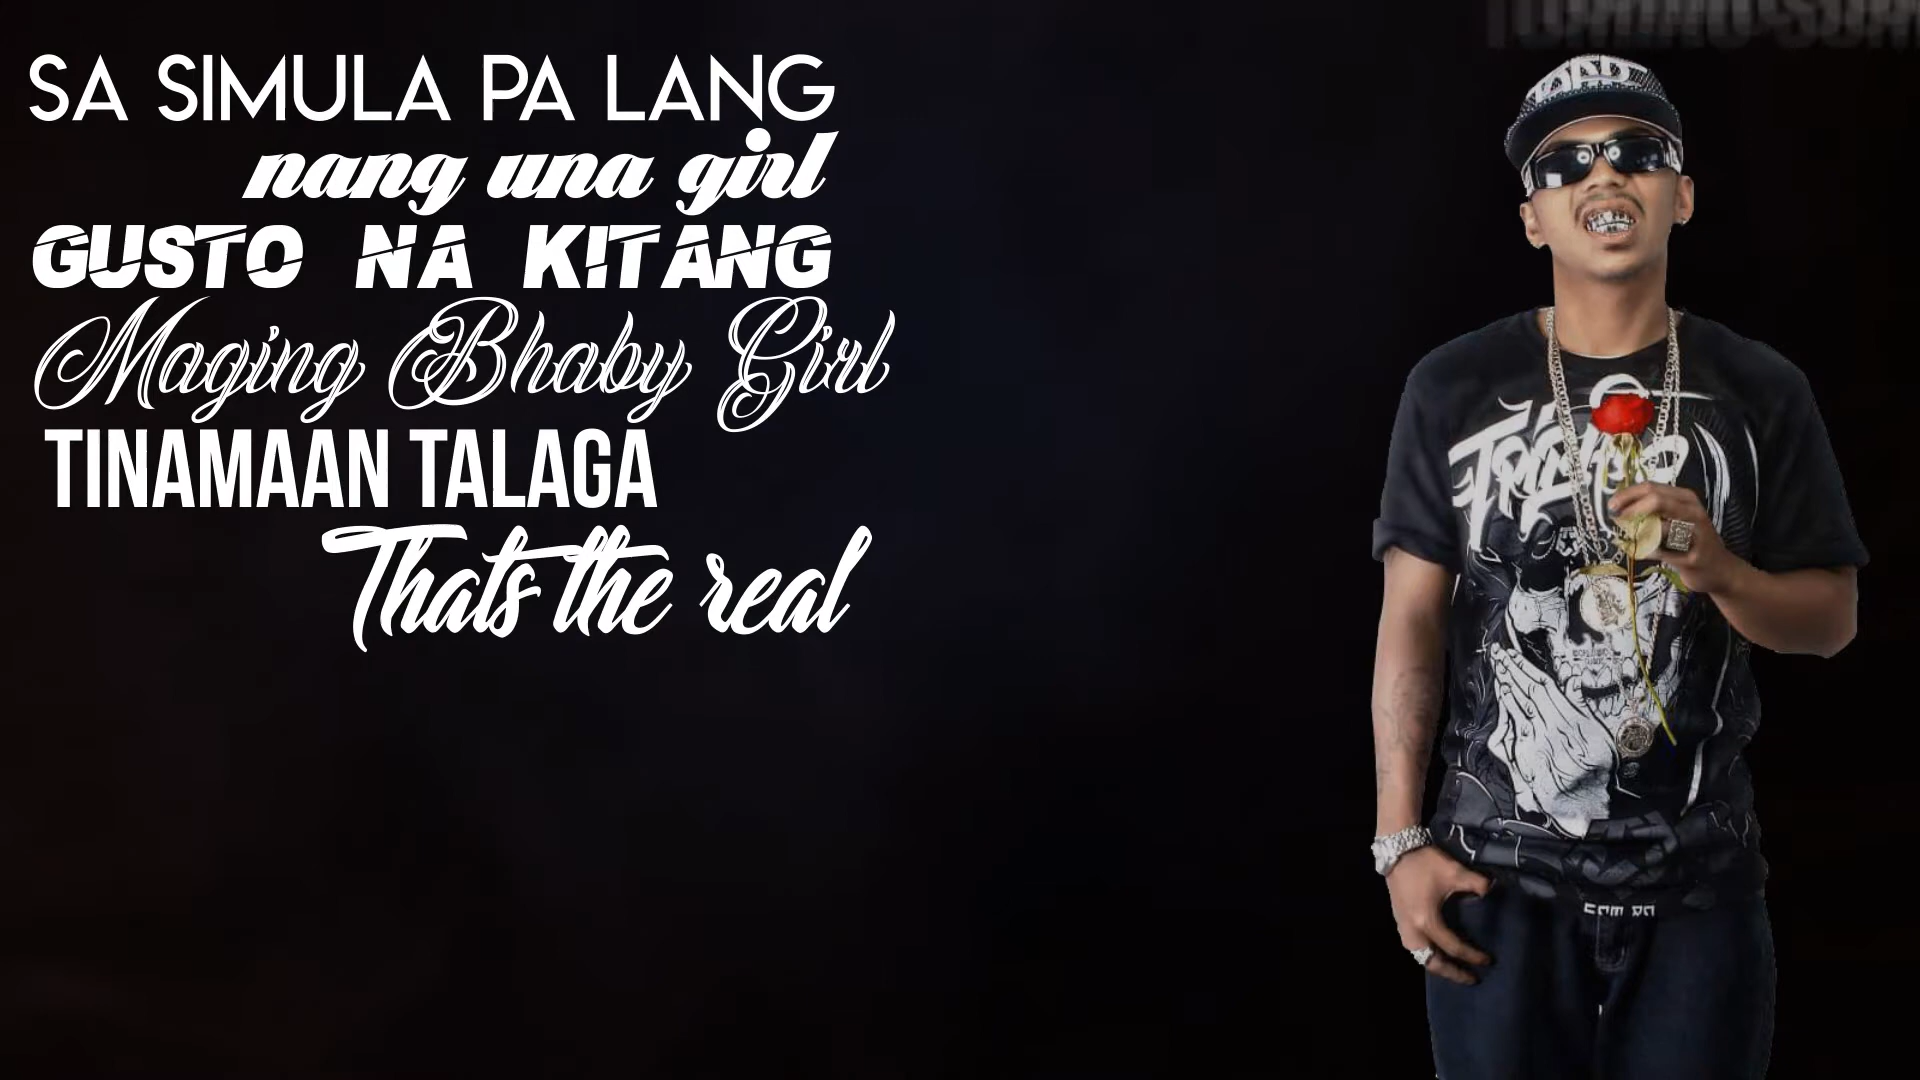 SA SIMULA PA LANG
nang una girl
GUSTO NA KITANG
Maging Bhaby Girl
TINAMAAN TALAGA
Thats the real